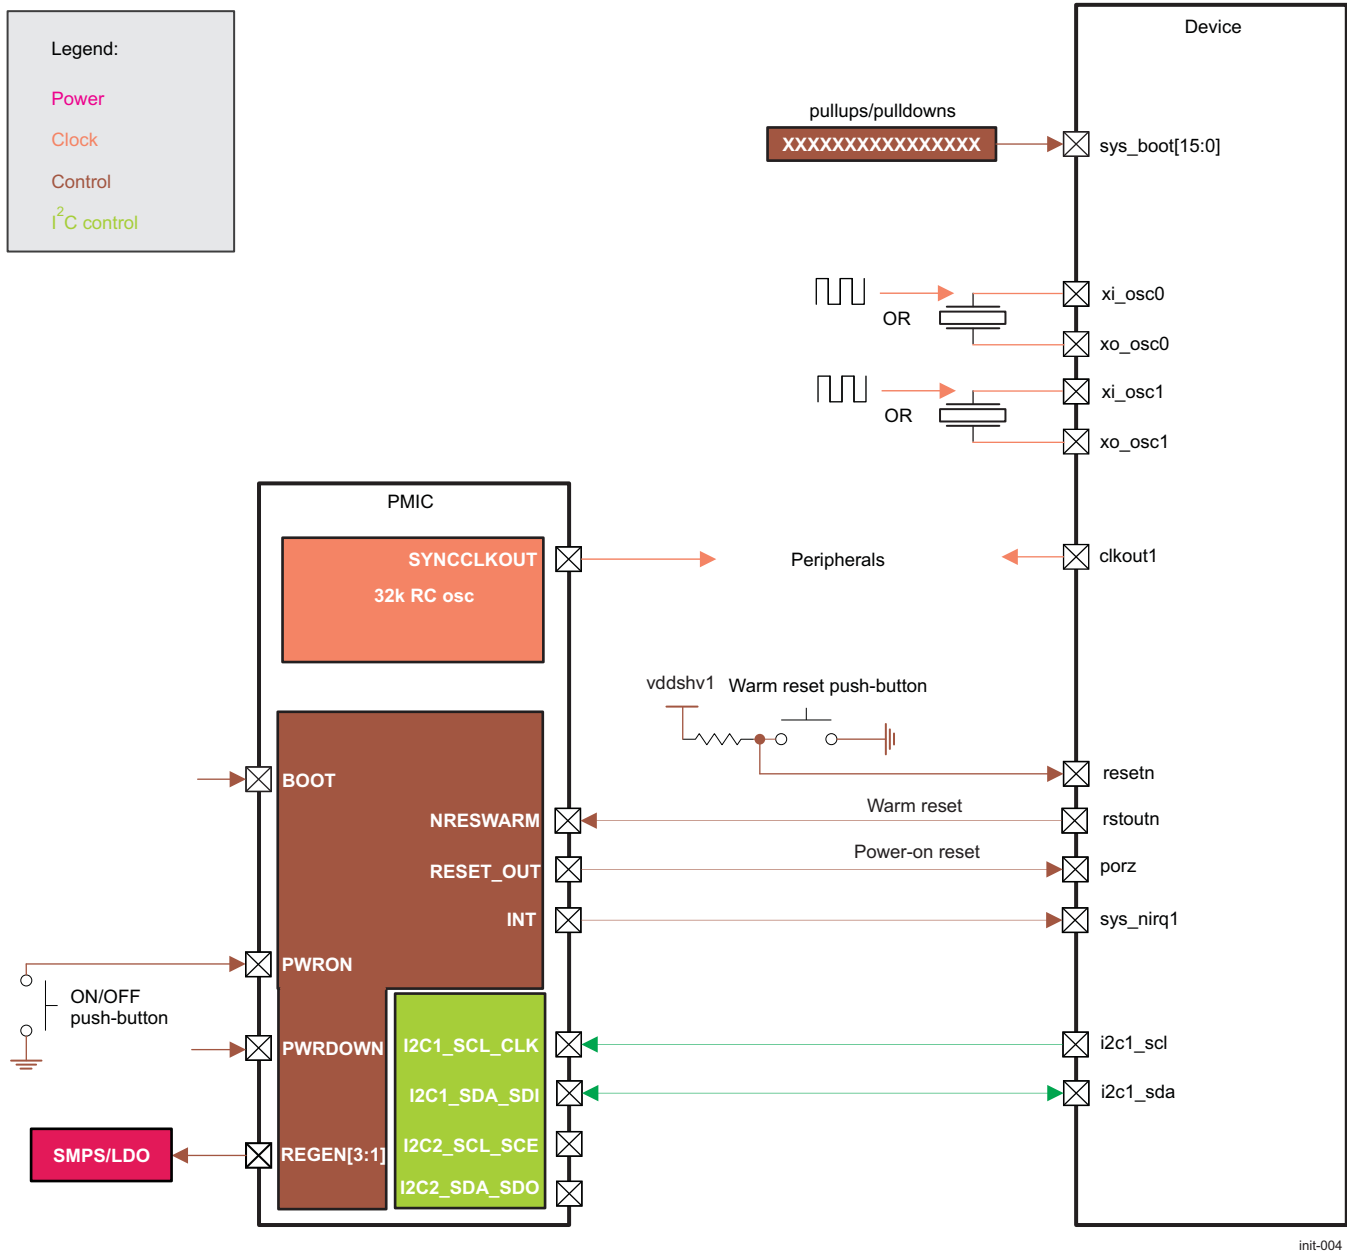 Legend:
Power
Clock
Control
I2C control
Device
pullups/pulldowns
XXXXXXXXXXXXXXXX
sys_boot[15:0]
xi_osc0
OR
xo_osc0
xi_osc1
OR
xo_osc1
PMIC
SYNCCLKOUT
32k RC osc
Peripherals
clkout1
vddshv1
Warm reset push-button
BOOT
resetn
NRESWARM
Warm reset
rstoutn
RESET_OUT
Power-on reset
porz
INT
sys_nirq1
PWRON
ON/OFF
push-button
PWRDOWN
I2C1_SCL_CLK
i2c1_scl
I2C1_SDA_SDI
i2c1_sda
SMPS/LDO
REGEN[3:1]
I2C2_SCL_SCE
I2C2_SDA_SDO
init-004